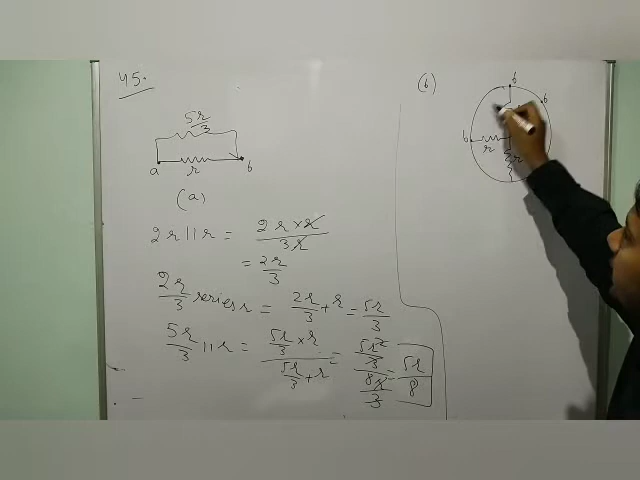 45.
5r/3
a r b
(a)
2r || r = 2r × r / 3r
= 2r/3
2r/3 series r = 2r/3 + r = 5r/3
5r/3 || r = (5r/3 × r) / (5r/3 + r) = (5r²/3) / (8r/3) = 5r/8
(b)
b
b
b r
r